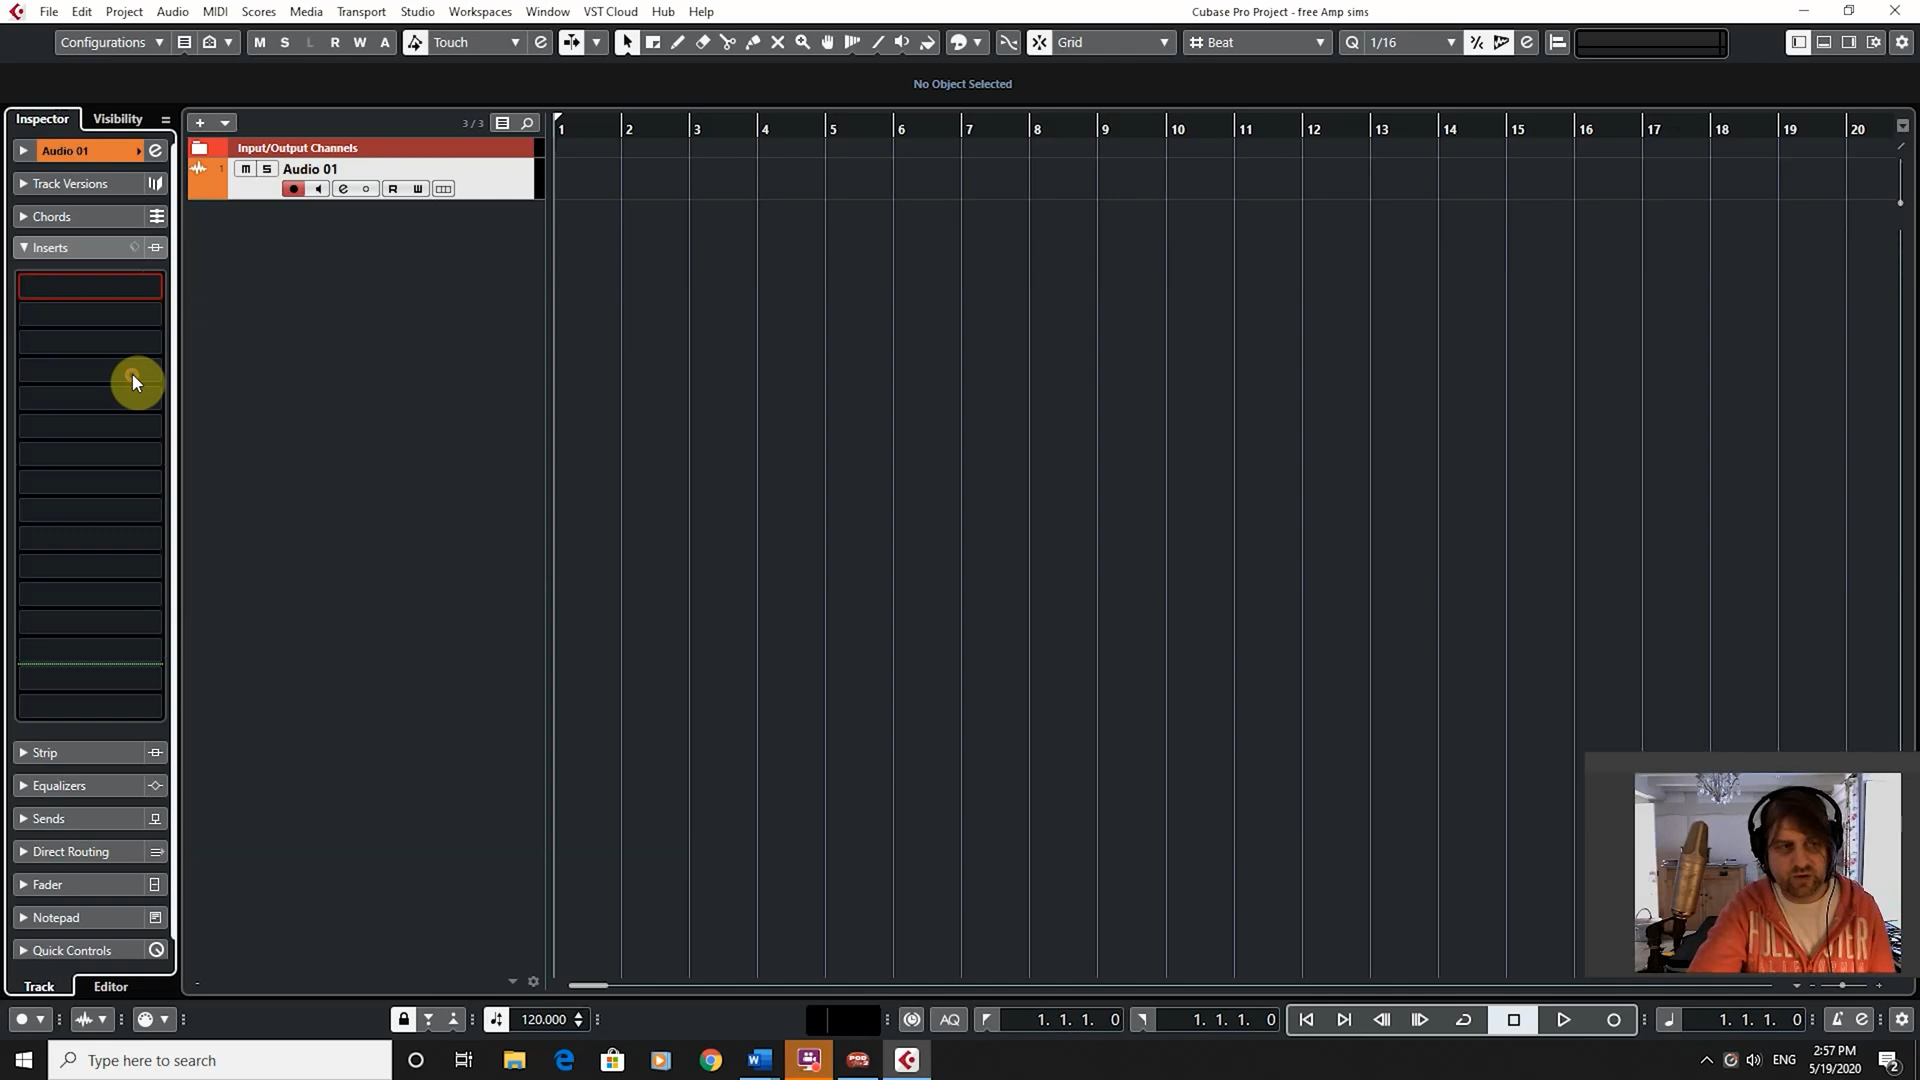 File Edit Project Audio MIDI Scores Media Transport Studio Workspaces Window VST Cloud Hub Help
Cubase Pro Project - free Amp sims
Configurations M S L R W A Touch Grid Beat Q 1/16
No Object Selected
Inspector Visibility
3 / 3
1 2 3 4 5 6 7 8 9 10 11 12 13 14 15 16 17 18 19 20
Audio 01
Input/Output Channels
1 m S Audio 01
R W
Track Versions
Chords
Inserts
Strip
Equalizers
Sends
Direct Routing
Fader
Notepad
Quick Controls
Track Editor
120.000 AQ 1. 1. 1. 0 1. 1. 1. 0 1. 1. 1. 0
Type here to search
ENG
2:57 PM
5/19/2020
2